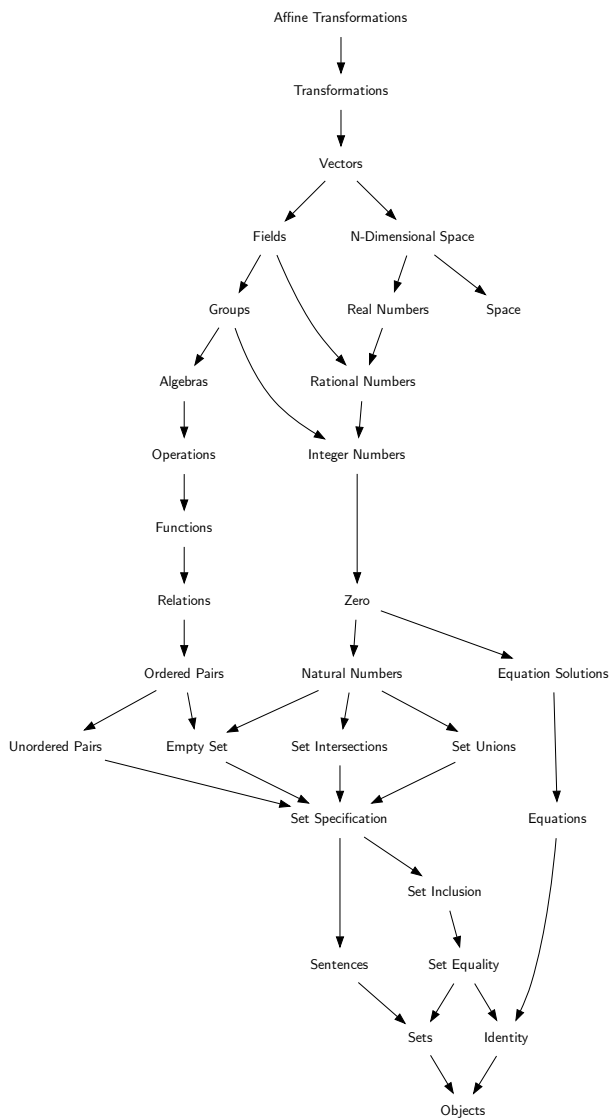 Affine Transformations
Transformations
Vectors
Fields
N-Dimensional Space
Groups
Real Numbers
Space
Algebras
Rational Numbers
Operations
Integer Numbers
Functions
Relations
Zero
Ordered Pairs
Natural Numbers
Equation Solutions
Unordered Pairs
Empty Set
Set Intersections
Set Unions
Set Specification
Equations
Set Inclusion
Sentences
Set Equality
Sets
Identity
Objects